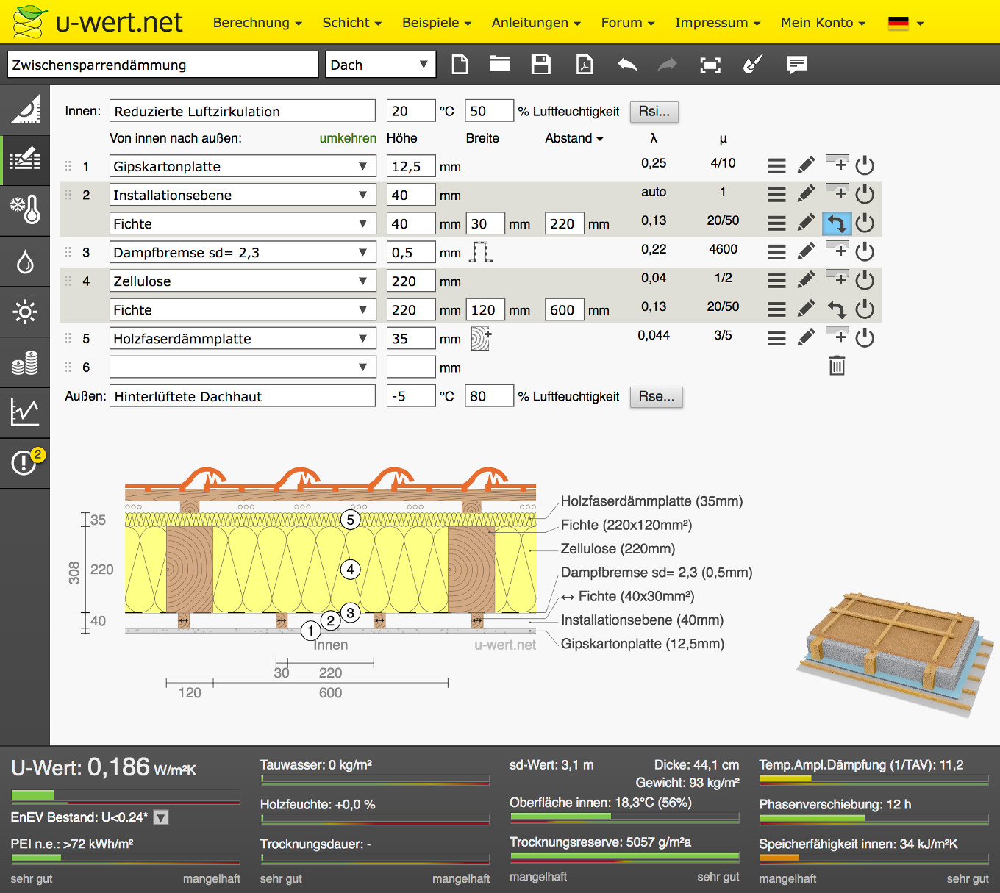 u-wert.net Berechnung Schicht Beispiele Anleitungen Forum Impressum Mein Konto
Zwischensparrendämmung Dach
Innen: Reduzierte Luftzirkulation 20 °C 50 % Luftfeuchtigkeit Rsi...
Von innen nach außen: umkehren Höhe Breite Abstand λ μ
1 Gipskartonplatte 12,5 mm 0,25 4/10
2 Installationsebene 40 mm auto 1
Fichte 40 mm 30 mm 220 mm 0,13 20/50
3 Dampfbremse sd= 2,3 0,5 mm 0,22 4600
4 Zellulose 220 mm 0,04 1/2
Fichte 220 mm 120 mm 600 mm 0,13 20/50
5 Holzfaserdämmplatte 35 mm 0,044 3/5
6 mm
Außen: Hinterlüftete Dachhaut -5 °C 80 % Luftfeuchtigkeit Rse...
2
Holzfaserdämmplatte (35mm)
35 5
Fichte (220x120mm²)
Zellulose (220mm)
308 220 4
Dampfbremse sd= 2,3 (0,5mm)
↔ Fichte (40x30mm²)
3
40 2 Installationsebene (40mm)
1
Innen u-wert.net Gipskartonplatte (12,5mm)
30 220
120 600
U-Wert: 0,186 W/m²K
EnEV Bestand: U<0.24*
PEI n.e.: >72 kWh/m²
sehr gut mangelhaft
Tauwasser: 0 kg/m²
Holzfeuchte: +0,0 %
Trocknungsdauer: -
sehr gut mangelhaft
sd-Wert: 3,1 m Dicke: 44,1 cm
Gewicht: 93 kg/m²
Oberfläche innen: 18,3°C (56%)
Trocknungsreserve: 5057 g/m²a
mangelhaft sehr gut
Temp.Ampl.Dämpfung (1/TAV): 11,2
Phasenverschiebung: 12 h
Speicherfähigkeit innen: 34 kJ/m²K
mangelhaft sehr gut